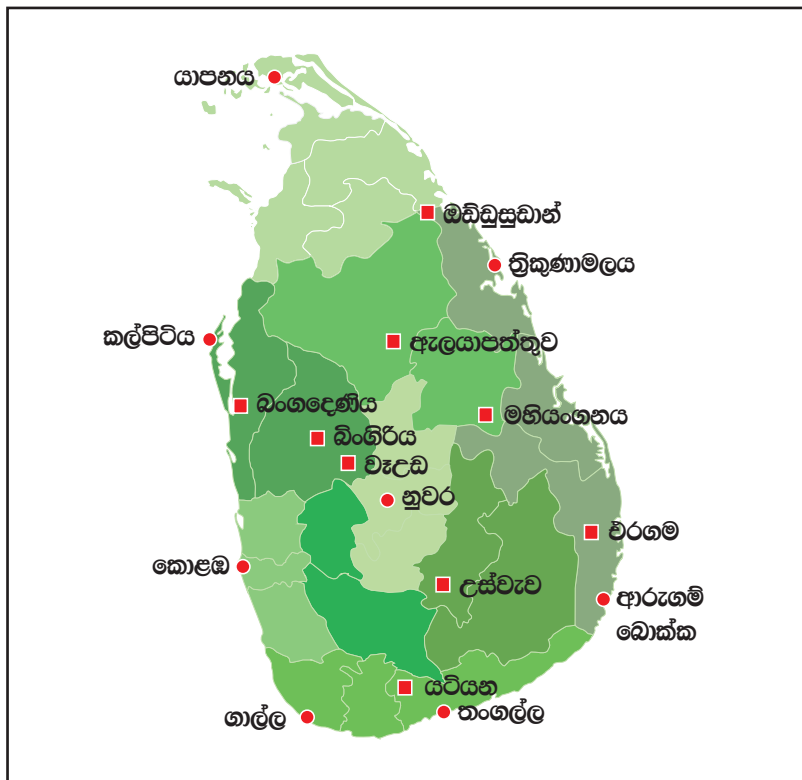 යාපනය
ඔඩ්ඩුසුඩාන්
ත්‍රිකුණාමලය
කල්පිටිය
ඇලයාපත්තුව
බංගදෙණිය
මහියංගනය
බිංගිරිය
වෑඋඩ
නුවර
එරගම
කොළඹ
උස්වැව
ආරුගම්
බොක්ක
යටියන
ගාල්ල
තංගල්ල